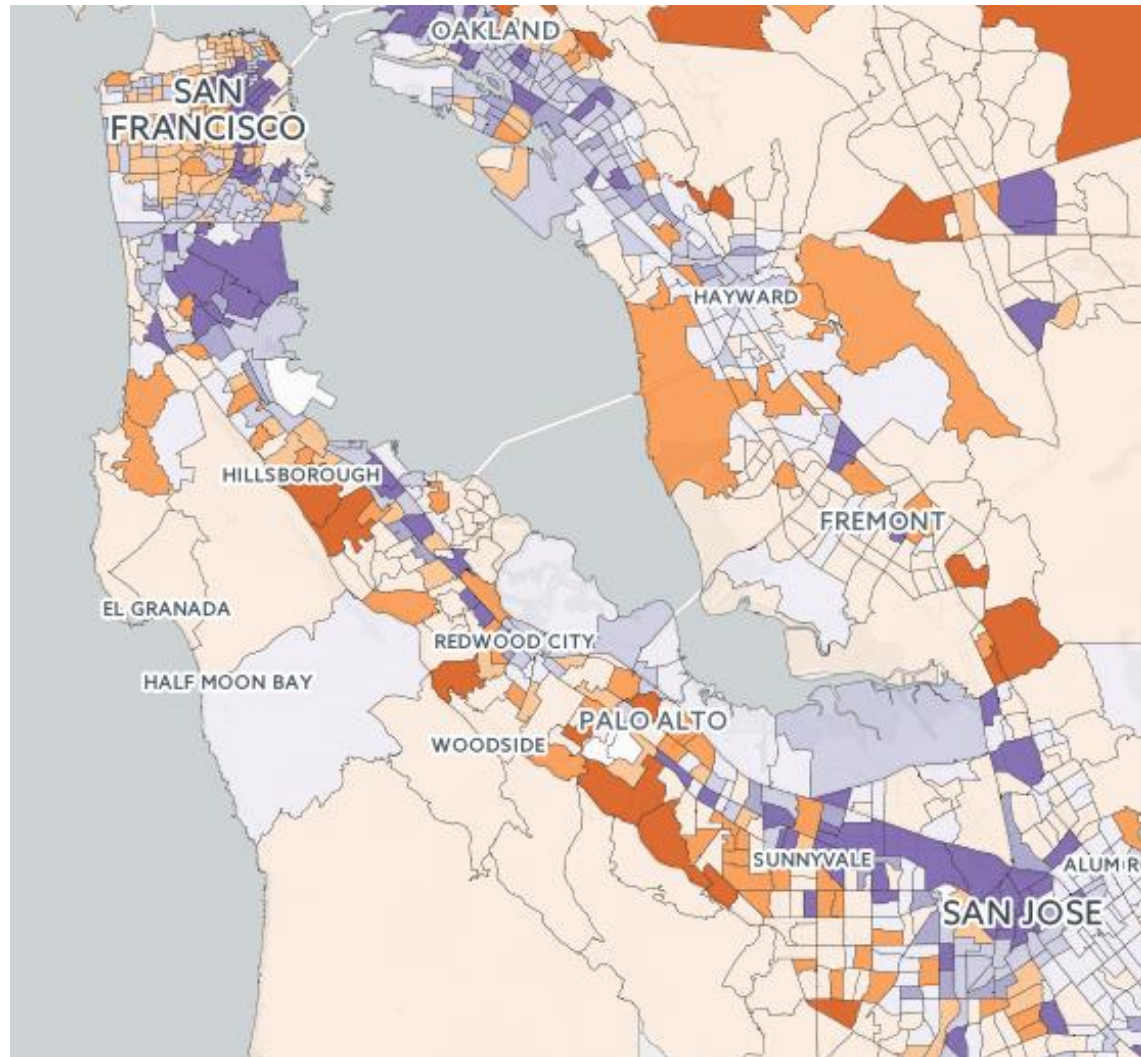 OAKLAND
SAN
FRANCISCO
HAYWARD
HILLSBOROUGH
FREMONT
EL GRANADA
REDWOOD CITY
HALF MOON BAY
PALO ALTO
WOODSIDE
SUNNYVALE
ALUM R
SAN JOSE